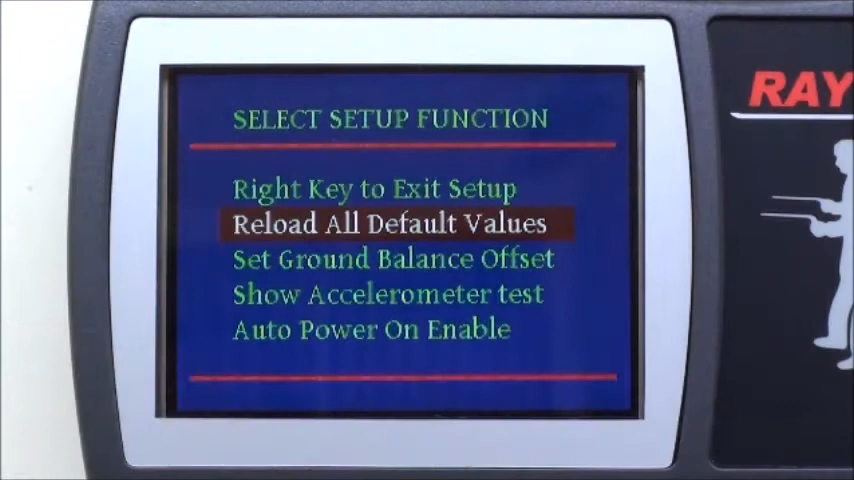 SELECT SETUP FUNCTION
Right Key to Exit Setup
Reload All Default Values
Set Ground Balance Offset
Show Accelerometer test
Auto Power On Enable
RAY